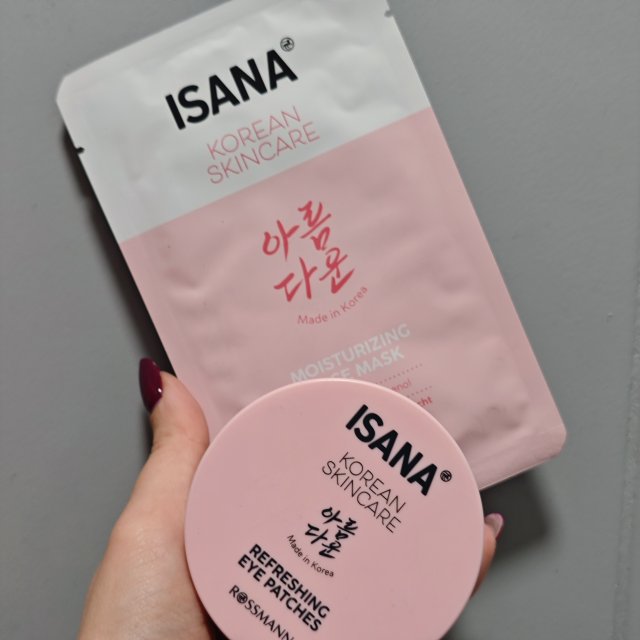 ISANA
KOREAN
SKINCARE
아름
다운
Made in Korea
MOISTURIZING
MASK
ISANA
KOREAN
SKINCARE
아름
다운
Made in Korea
REFRESHING
EYE PATCHES
ROSSMANN